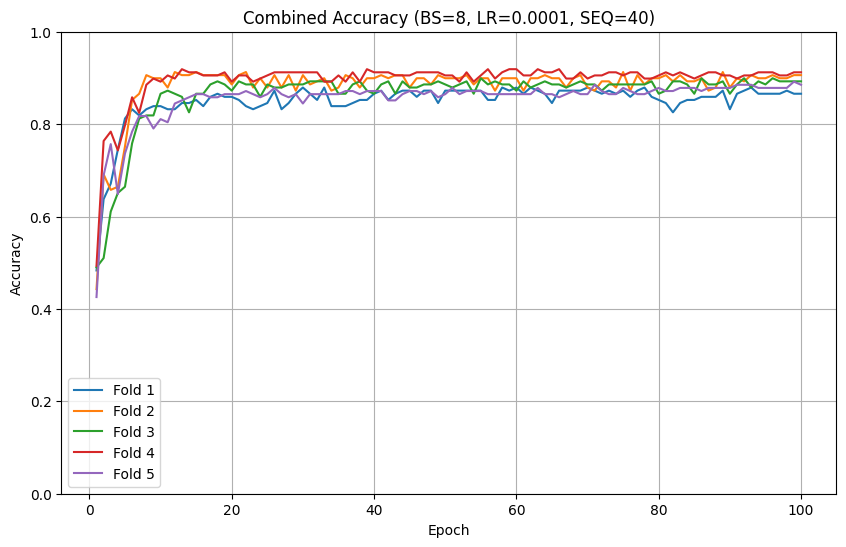 Combined Accuracy (BS=8, LR=0.0001, SEQ=40)
1.0
0.8
0.6
0.4
0.2
0.0
Accuracy
Fold 1
Fold 2
Fold 3
Fold 4
Fold 5
0 20 40 60 80 100
Epoch